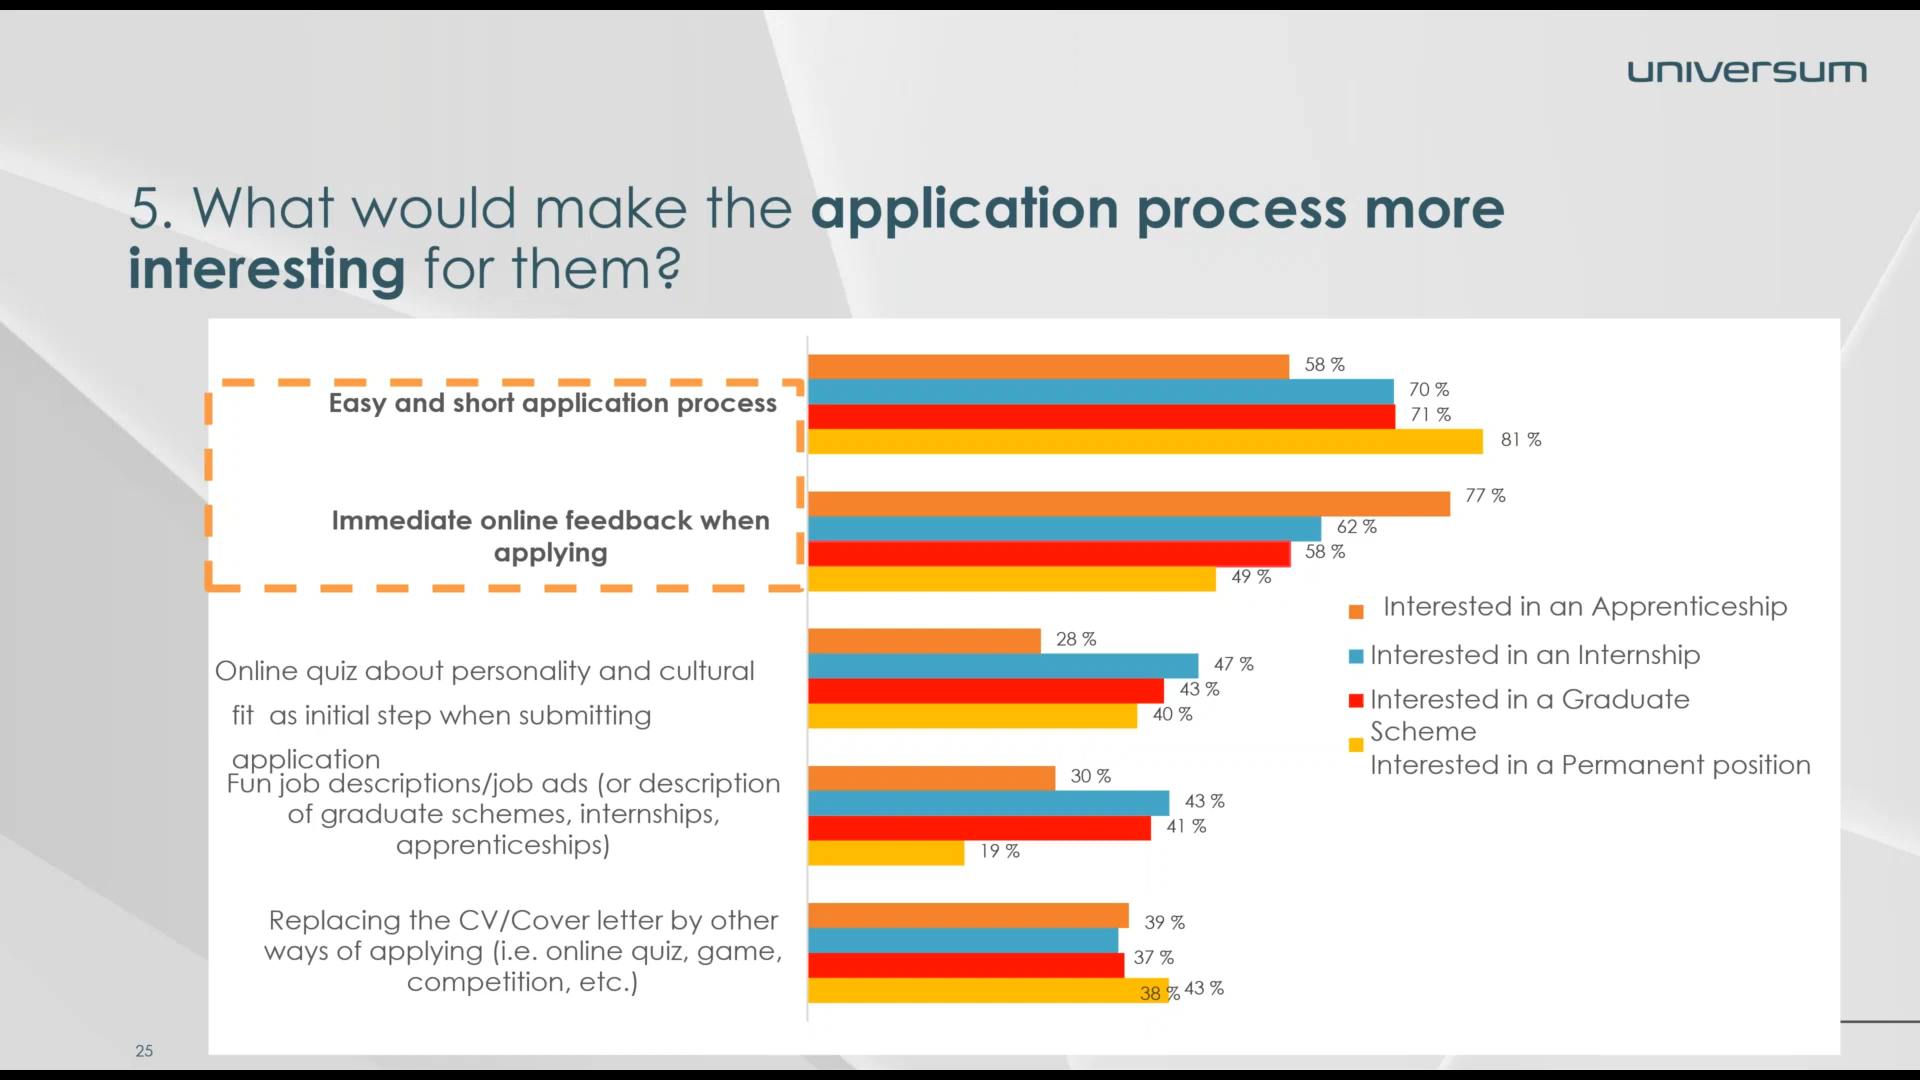 universum
5. What would make the application process more
interesting for them?
Easy and short application process
58 %
70 %
71 %
81 %
Immediate online feedback when
applying
77 %
62 %
58 %
49 %
Online quiz about personality and cultural
fit as initial step when submitting
application
28 %
47 %
43 %
40 %
Fun job descriptions/job ads (or description
of graduate schemes, internships,
apprenticeships)
30 %
43 %
41 %
19 %
Replacing the CV/Cover letter by other
ways of applying (i.e. online quiz, game,
competition, etc.)
39 %
37 %
38 %
43 %
Interested in an Apprenticeship
Interested in an Internship
Interested in a Graduate
Scheme
Interested in a Permanent position
25